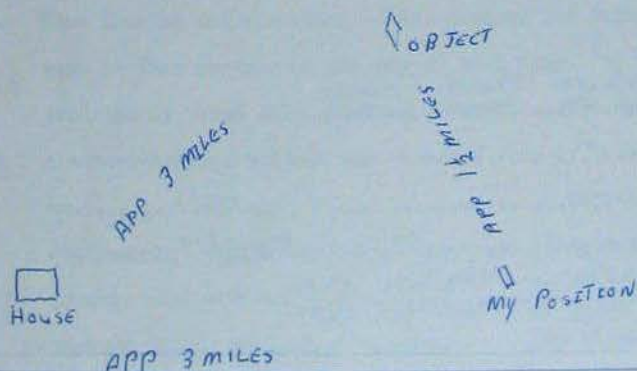 OBJECT
APP 3 MILES
APP 1½ MILES
HOUSE
MY POSITION
APP 3 MILES